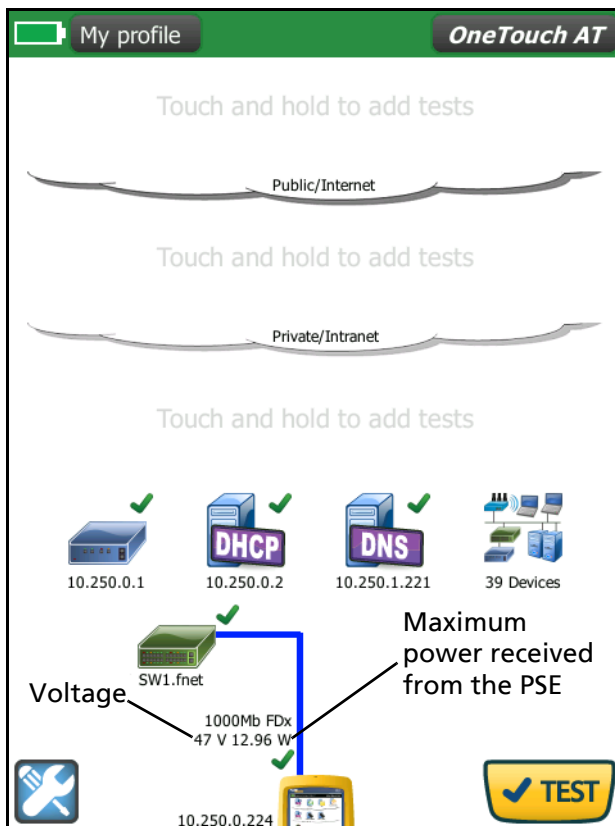 My profile
OneTouch AT
Touch and hold to add tests
Public/Internet
Touch and hold to add tests
Private/Intranet
Touch and hold to add tests
DHCP
DNS
10.250.0.1
10.250.0.2
10.250.1.221
39 Devices
SW1.fnet
Maximum
power received
from the PSE
Voltage
1000Mb FDx
47 V 12.96 W
10.250.0.224
TEST